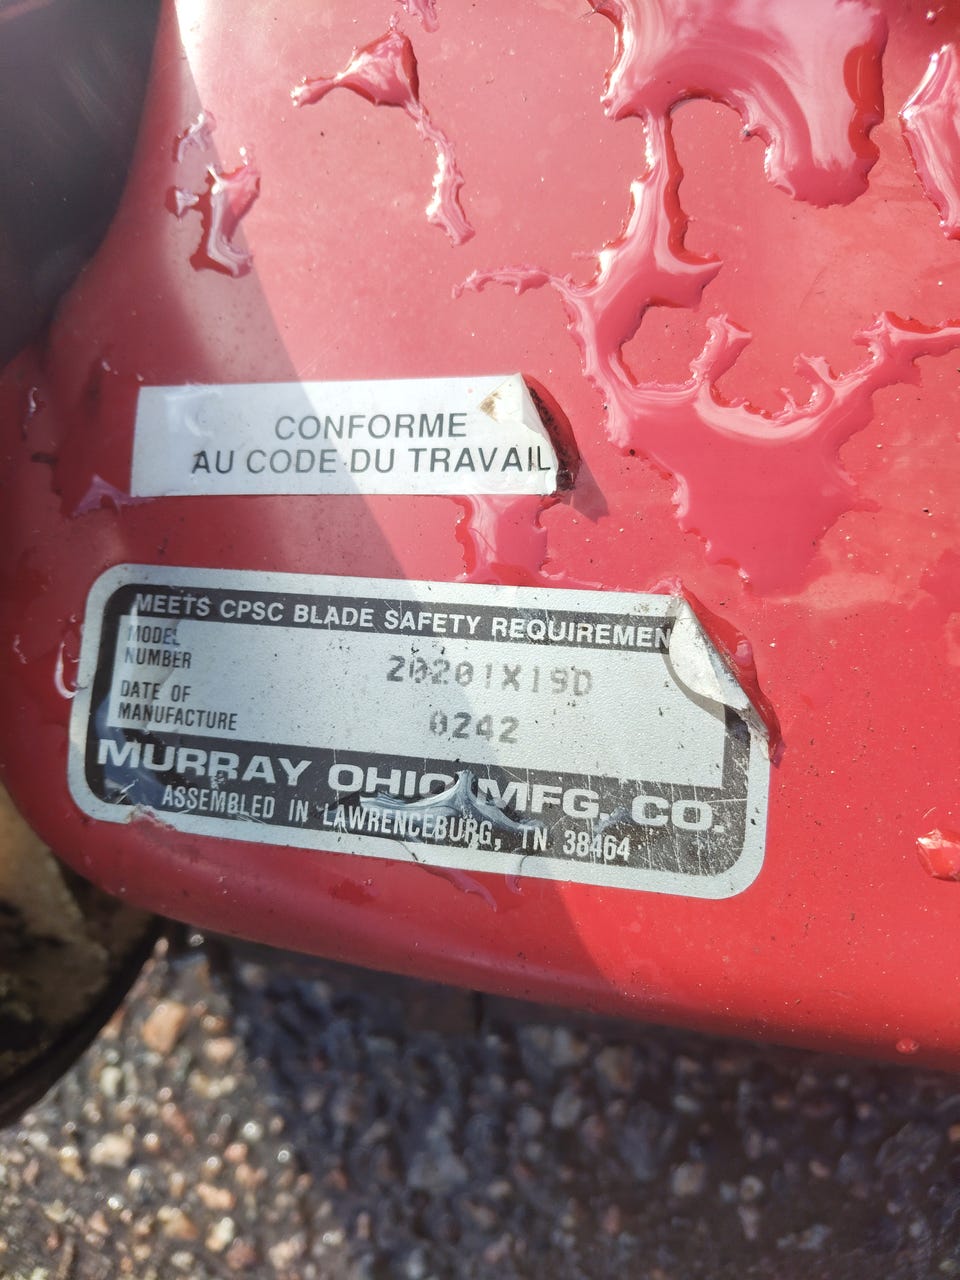 CONFORME
AU CODE DU TRAVAIL
MEETS CPSC BLADE SAFETY REQUIREMEN
MODEL
NUMBER
20201X19D
DATE OF
MANUFACTURE
0242
MURRAY OHIO MFG. CO.
ASSEMBLED IN LAWRENCEBURG, TN 38464